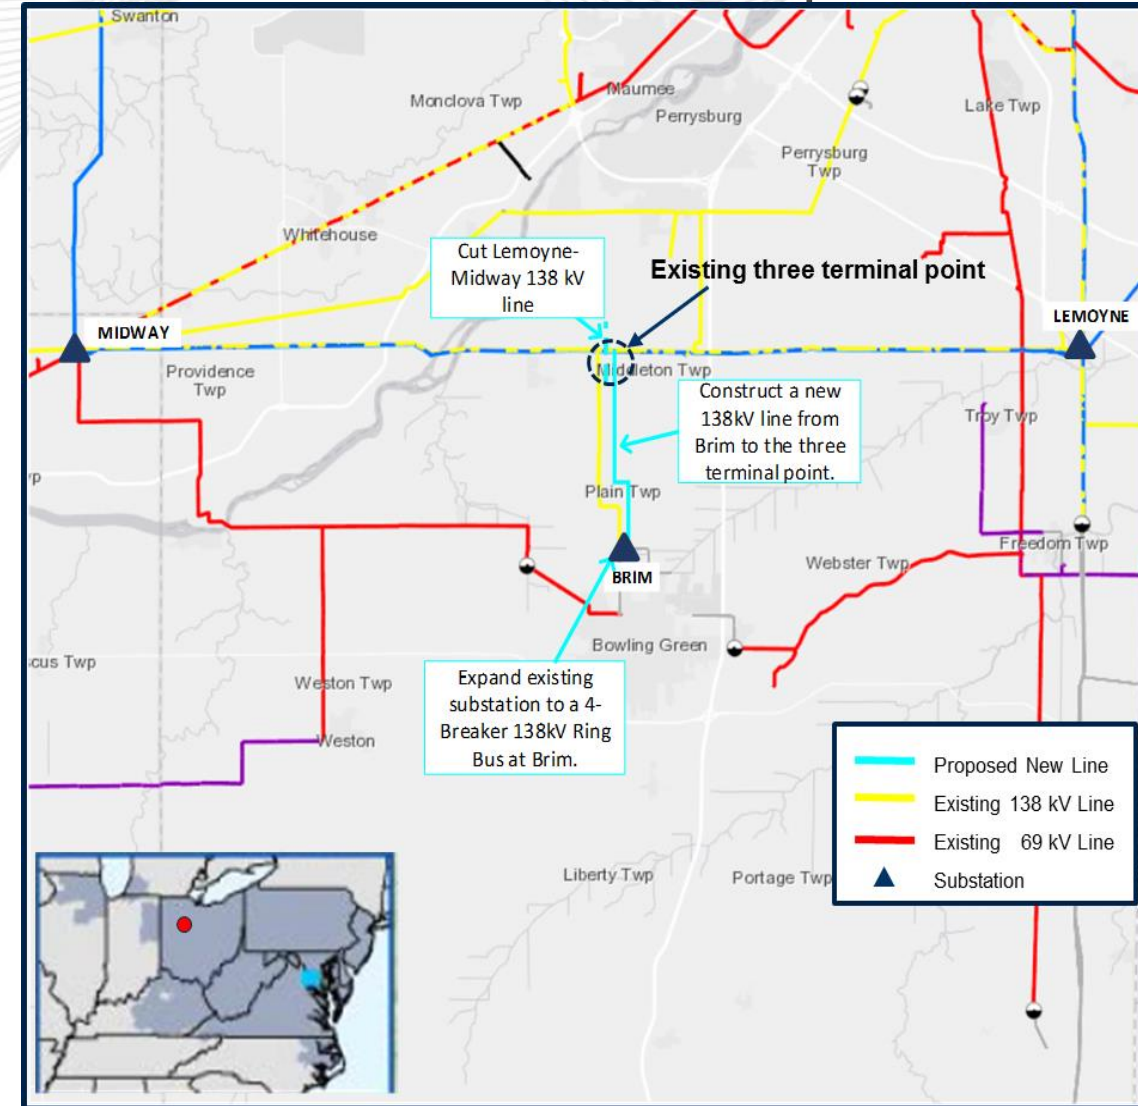 Swanton
Monclova Twp
Maumee
Perrysburg
Lake Twp
Perrysburg
Twp
Whitehouse
Cut Lemoyne-
Midway 138 kV
line
Existing three terminal point
MIDWAY
LEMOYNE
Providence
Twp
Middleton Twp
Construct a new
138kV line from
Brim to the three
terminal point.
Troy Twp
p
Plain Twp
Freedom Twp
Webster Twp
BRIM
Bowling Green
cus Twp
Weston Twp
Expand existing
substation to a 4-
Breaker 138kV Ring
Bus at Brim.
Weston
Proposed New Line
Existing 138 kV Line
Existing 69 kV Line
Substation
Liberty Twp
Portage Twp